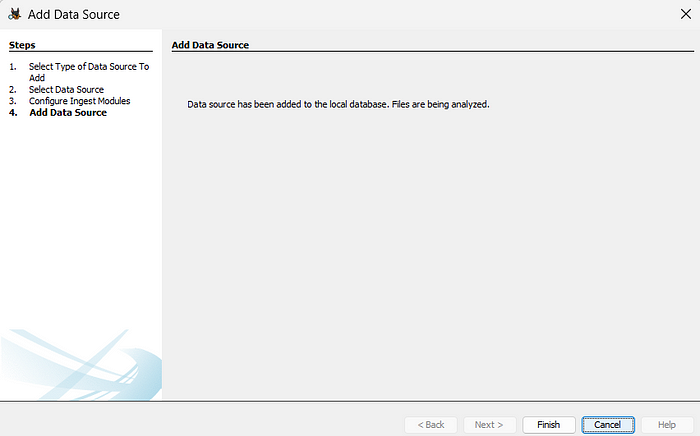 Add Data Source
Steps
1. Select Type of Data Source To
Add
2. Select Data Source
3. Configure Ingest Modules
4. Add Data Source
Add Data Source
Data source has been added to the local database. Files are being analyzed.
< Back
Next >
Finish
Cancel
Help